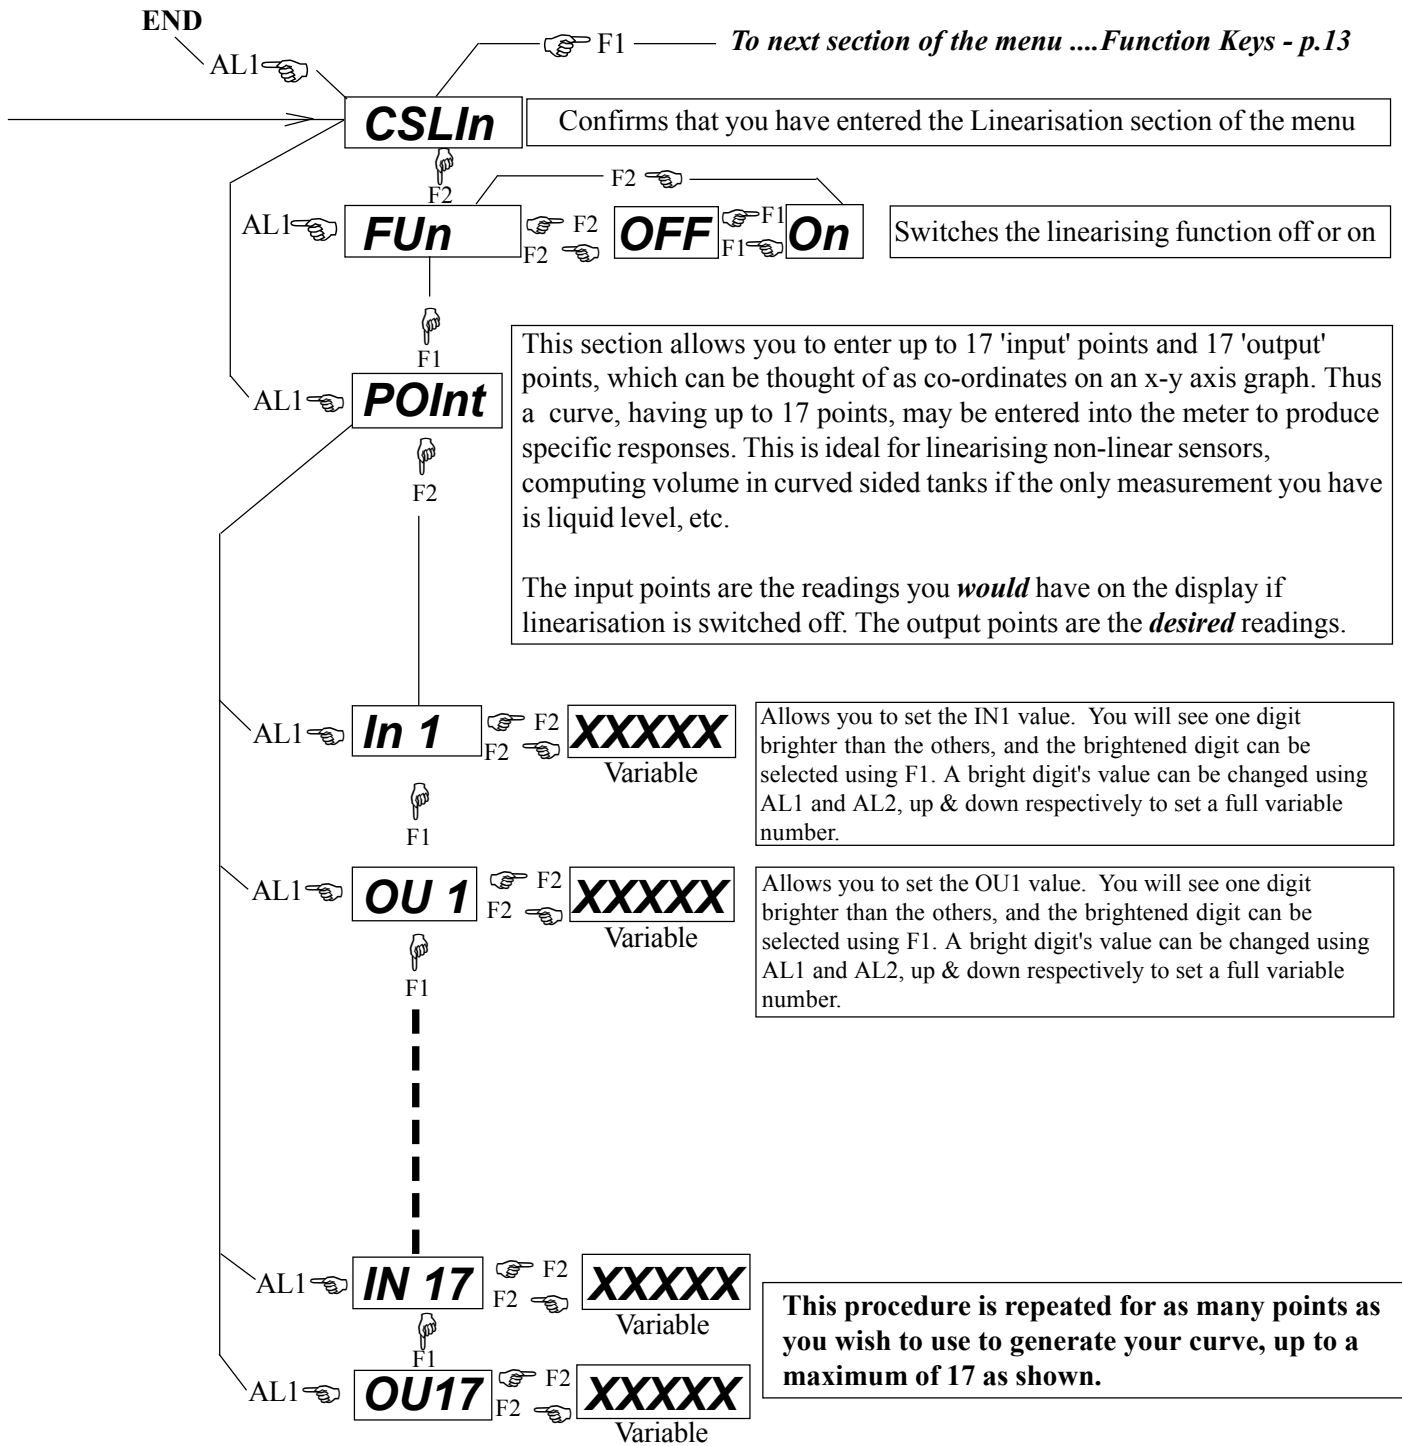 END
AL1
F1
To next section of the menu ....Function Keys - p.13
CSLIn
Confirms that you have entered the Linearisation section of the menu
F2
F2
AL1
FUn
F2
F2
OFF
F1
F1
On
Switches the linearising function off or on
F1
AL1
POInt
This section allows you to enter up to 17 'input' points and 17 'output'
points, which can be thought of as co-ordinates on an x-y axis graph. Thus
a curve, having up to 17 points, may be entered into the meter to produce
specific responses. This is ideal for linearising non-linear sensors,
computing volume in curved sided tanks if the only measurement you have
is liquid level, etc.
The input points are the readings you would have on the display if
linearisation is switched off. The output points are the desired readings.
F2
AL1
In 1
F2
F2
XXXXX
Variable
Allows you to set the IN1 value. You will see one digit
brighter than the others, and the brightened digit can be
selected using F1. A bright digit's value can be changed using
AL1 and AL2, up & down respectively to set a full variable
number.
F1
AL1
OU 1
F2
F2
XXXXX
Variable
Allows you to set the OU1 value. You will see one digit
brighter than the others, and the brightened digit can be
selected using F1. A bright digit's value can be changed using
AL1 and AL2, up & down respectively to set a full variable
number.
F1
AL1
IN 17
F2
F2
XXXXX
Variable
This procedure is repeated for as many points as
you wish to use to generate your curve, up to a
maximum of 17 as shown.
F1
AL1
OU17
F2
F2
XXXXX
Variable